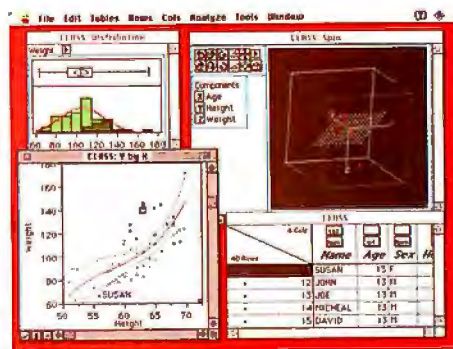 File Edit Tables Rows Cols Analyze Tools Window
CLASS Distribution
Weight
60 80 100 120 140 160 180
CLASS Spin
Components
X Age
Y Height
Z Weight
CLASS: Y by X
180
160
140
120
100
80
60
Weight
SUSAN
50 55 60 65 70
Height
CLASS
4 Cols
40 Rows
Name Age Sex
SUSAN 13 F
12 JOHN 13 M
13 JOE 13 M
14 MICHEAL 13 M
15 DAVID 13 M